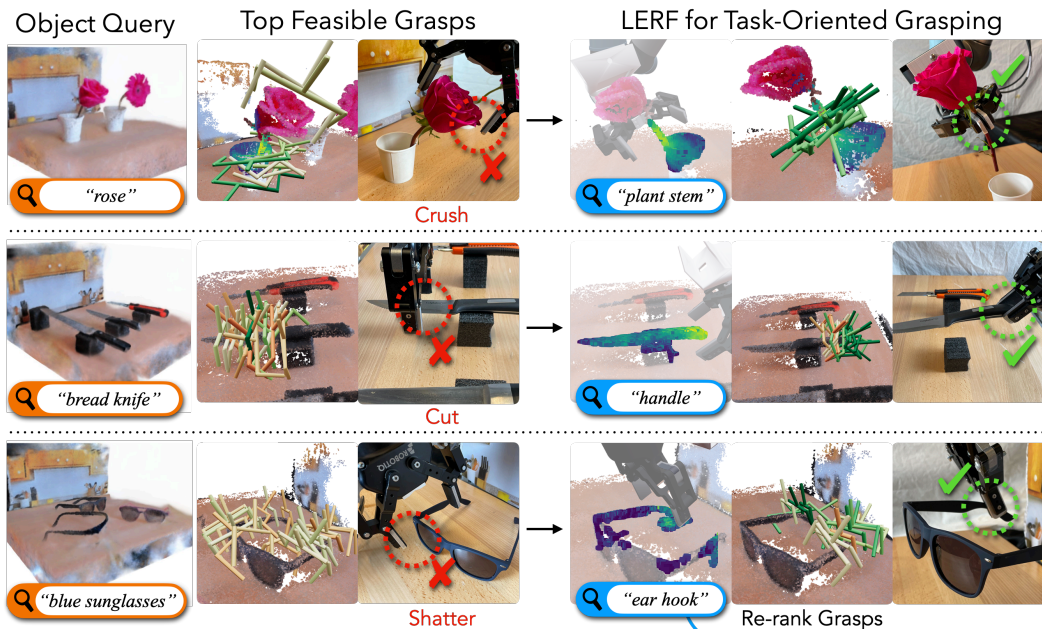 Object Query
Top Feasible Grasps
LERF for Task-Oriented Grasping
“rose”
Crush
“plant stem”
“bread knife”
Cut
“handle”
ROBOTIQ
“blue sunglasses”
Shatter
“ear hook”
Re-rank Grasps